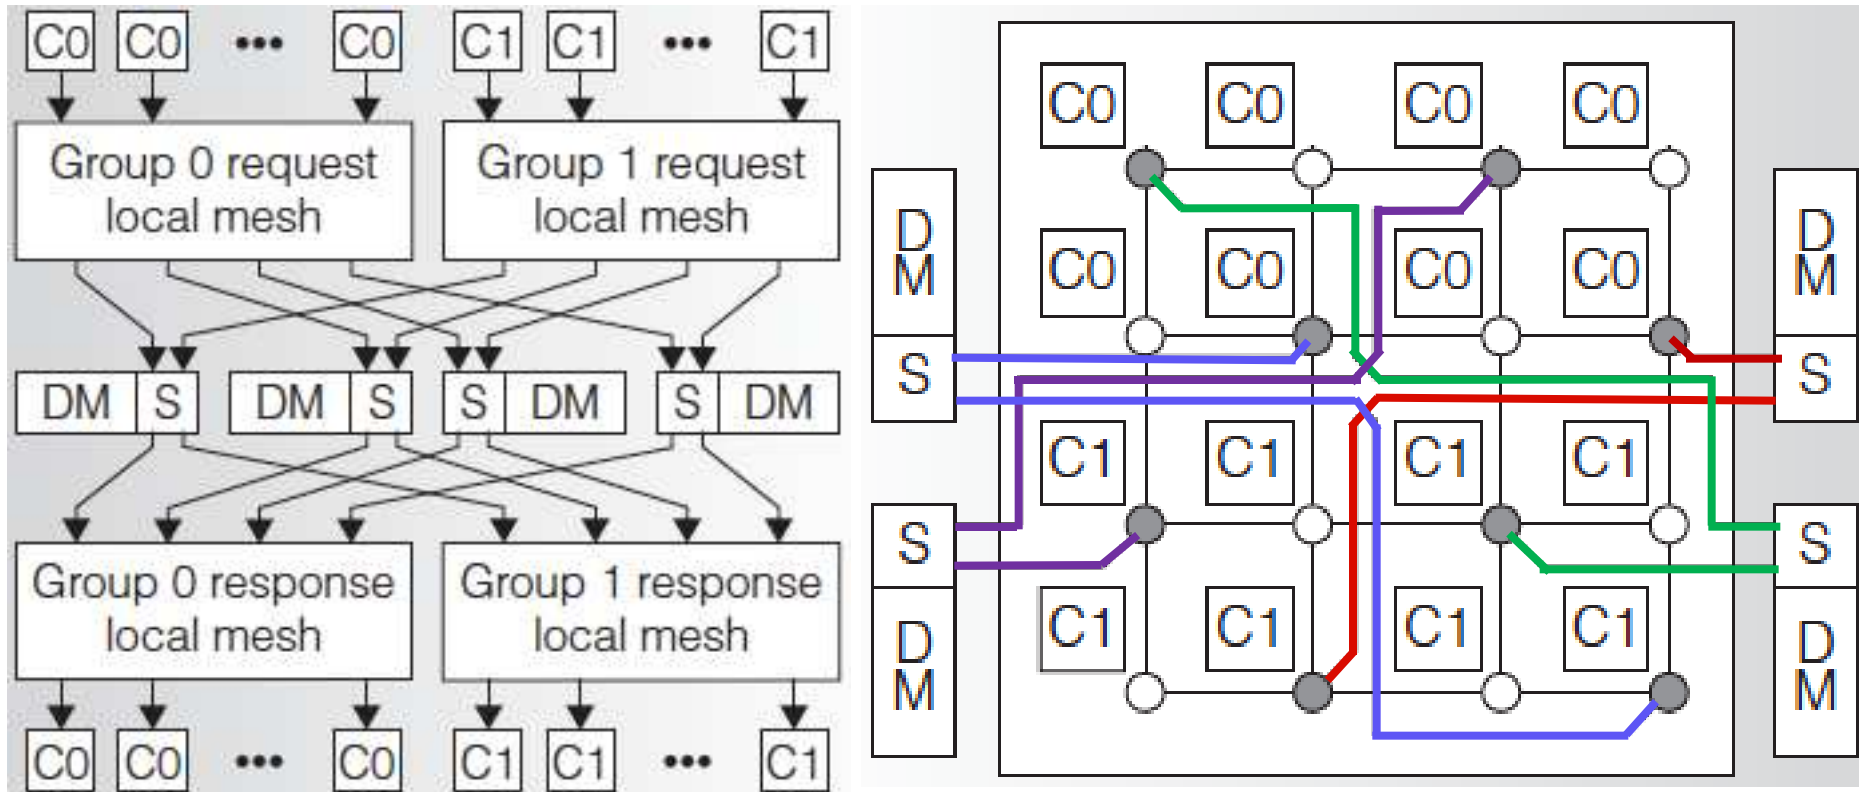 C0 C0 ••• C0 C1 C1 ••• C1
Group 0 request
local mesh
Group 1 request
local mesh
DM S DM S S DM S DM
Group 0 response
local mesh
Group 1 response
local mesh
C0 C0 ••• C0 C1 C1 ••• C1
C0 C0 C0 C0
D
M
S
C0 C0 C0 C0
D
M
S
C1 C1 C1 C1
S
D
M
C1 C1 C1 C1
S
D
M